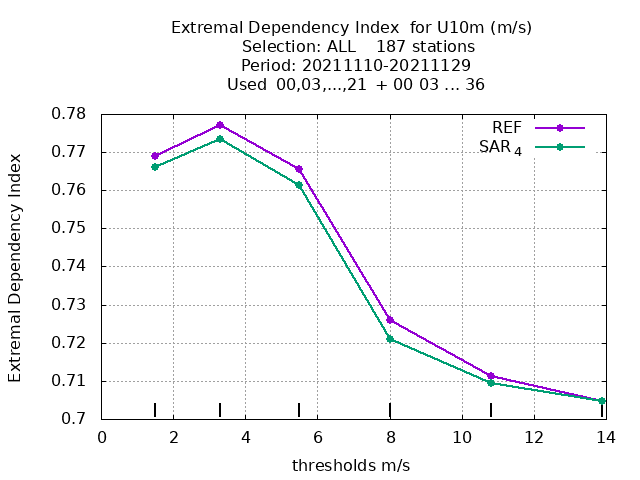 Extremal Dependency Index  for U10m (m/s)
Selection: ALL    187 stations
Period: 20211110-20211129
Used  00,03,...,21  + 00 03 ... 36
REF
SAR 4
Extremal Dependency Index
0.78
0.77
0.76
0.75
0.74
0.73
0.72
0.71
0.7
0 2 4 6 8 10 12 14
thresholds m/s